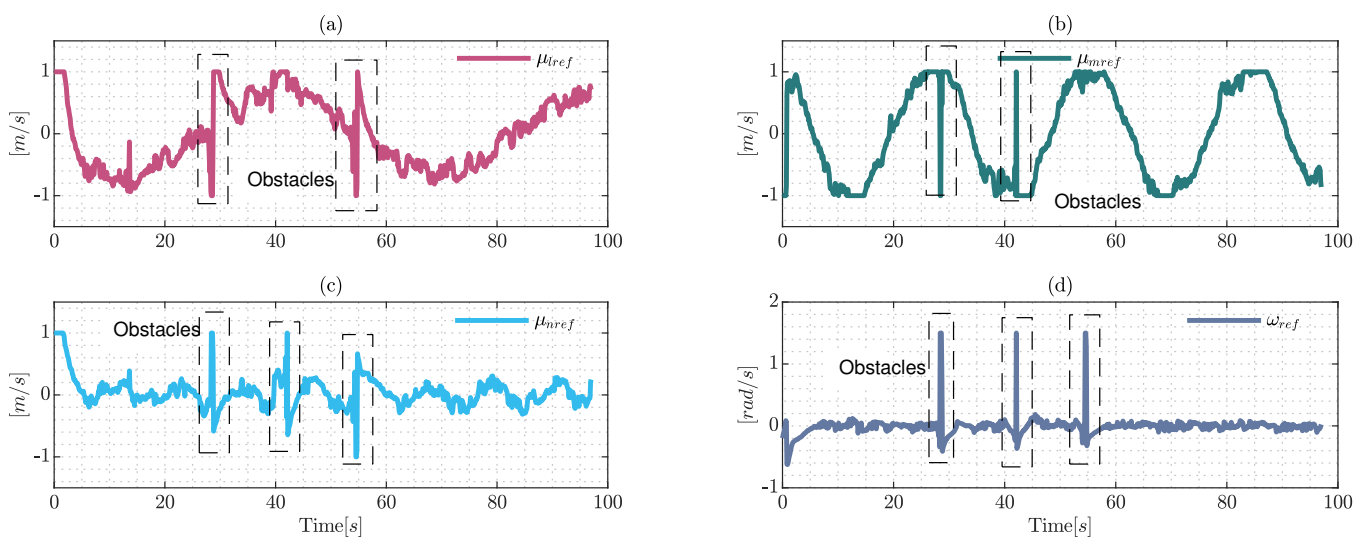 (a)
1
0
-1
[m/s]
μlref
Obstacles
0 20 40 60 80 100
(b)
1
0
-1
[m/s]
μmref
Obstacles
0 20 40 60 80 100
(c)
1
0
-1
[m/s]
Obstacles
μnref
0 20 40 60 80 100
Time[s]
(d)
2
1
0
-1
[rad/s]
ωref
Obstacles
0 20 40 60 80 100
Time[s]